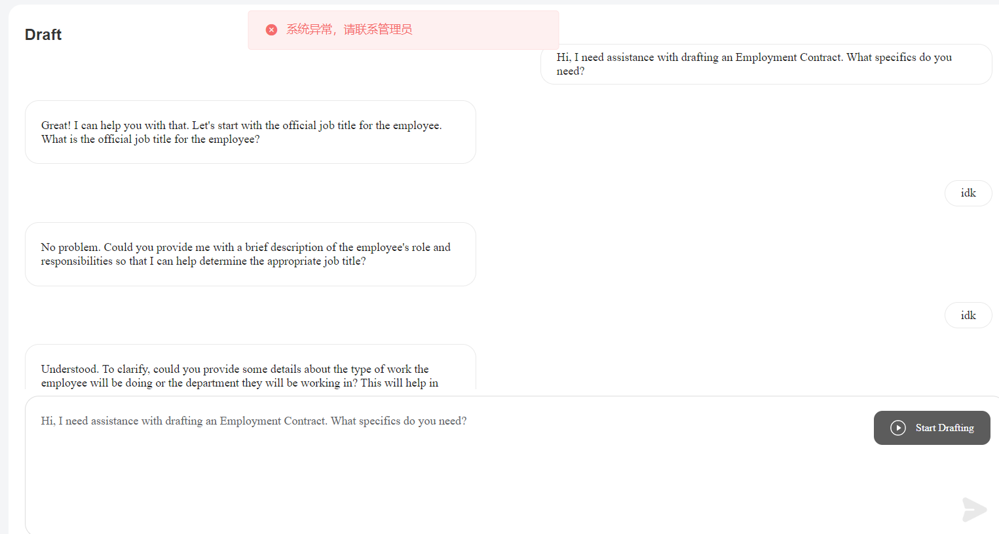 Draft
系统异常，请联系管理员
Hi, I need assistance with drafting an Employment Contract. What specifics do you
need?
Great! I can help you with that. Let's start with the official job title for the employee.
What is the official job title for the employee?
idk
No problem. Could you provide me with a brief description of the employee's role and
responsibilities so that I can help determine the appropriate job title?
idk
Understood. To clarify, could you provide some details about the type of work the
employee will be doing or the department they will be working in? This will help in
Hi, I need assistance with drafting an Employment Contract. What specifics do you need?
Start Drafting